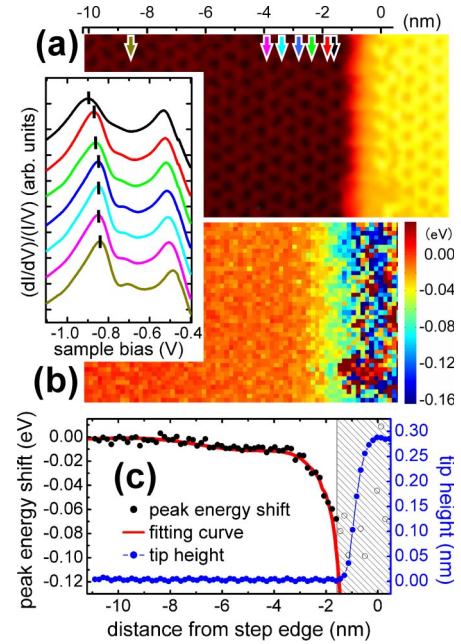 -10 -8 -6 -4 -2 0 (nm)
(a)
(dI/dV)/(I/V) (arb. units)
-1.0 -0.8 -0.6 -0.4
sample bias (V)
(b)
(eV)
0.00
-0.04
-0.08
-0.12
-0.16
(c)
peak energy shift (eV)
0.00
-0.02
-0.04
-0.06
-0.08
-0.10
-0.12
peak energy shift
fitting curve
tip height
0.30
0.25
0.20
0.15
0.10
0.05
0.00
tip height (nm)
-10 -8 -6 -4 -2 0
distance from step edge (nm)